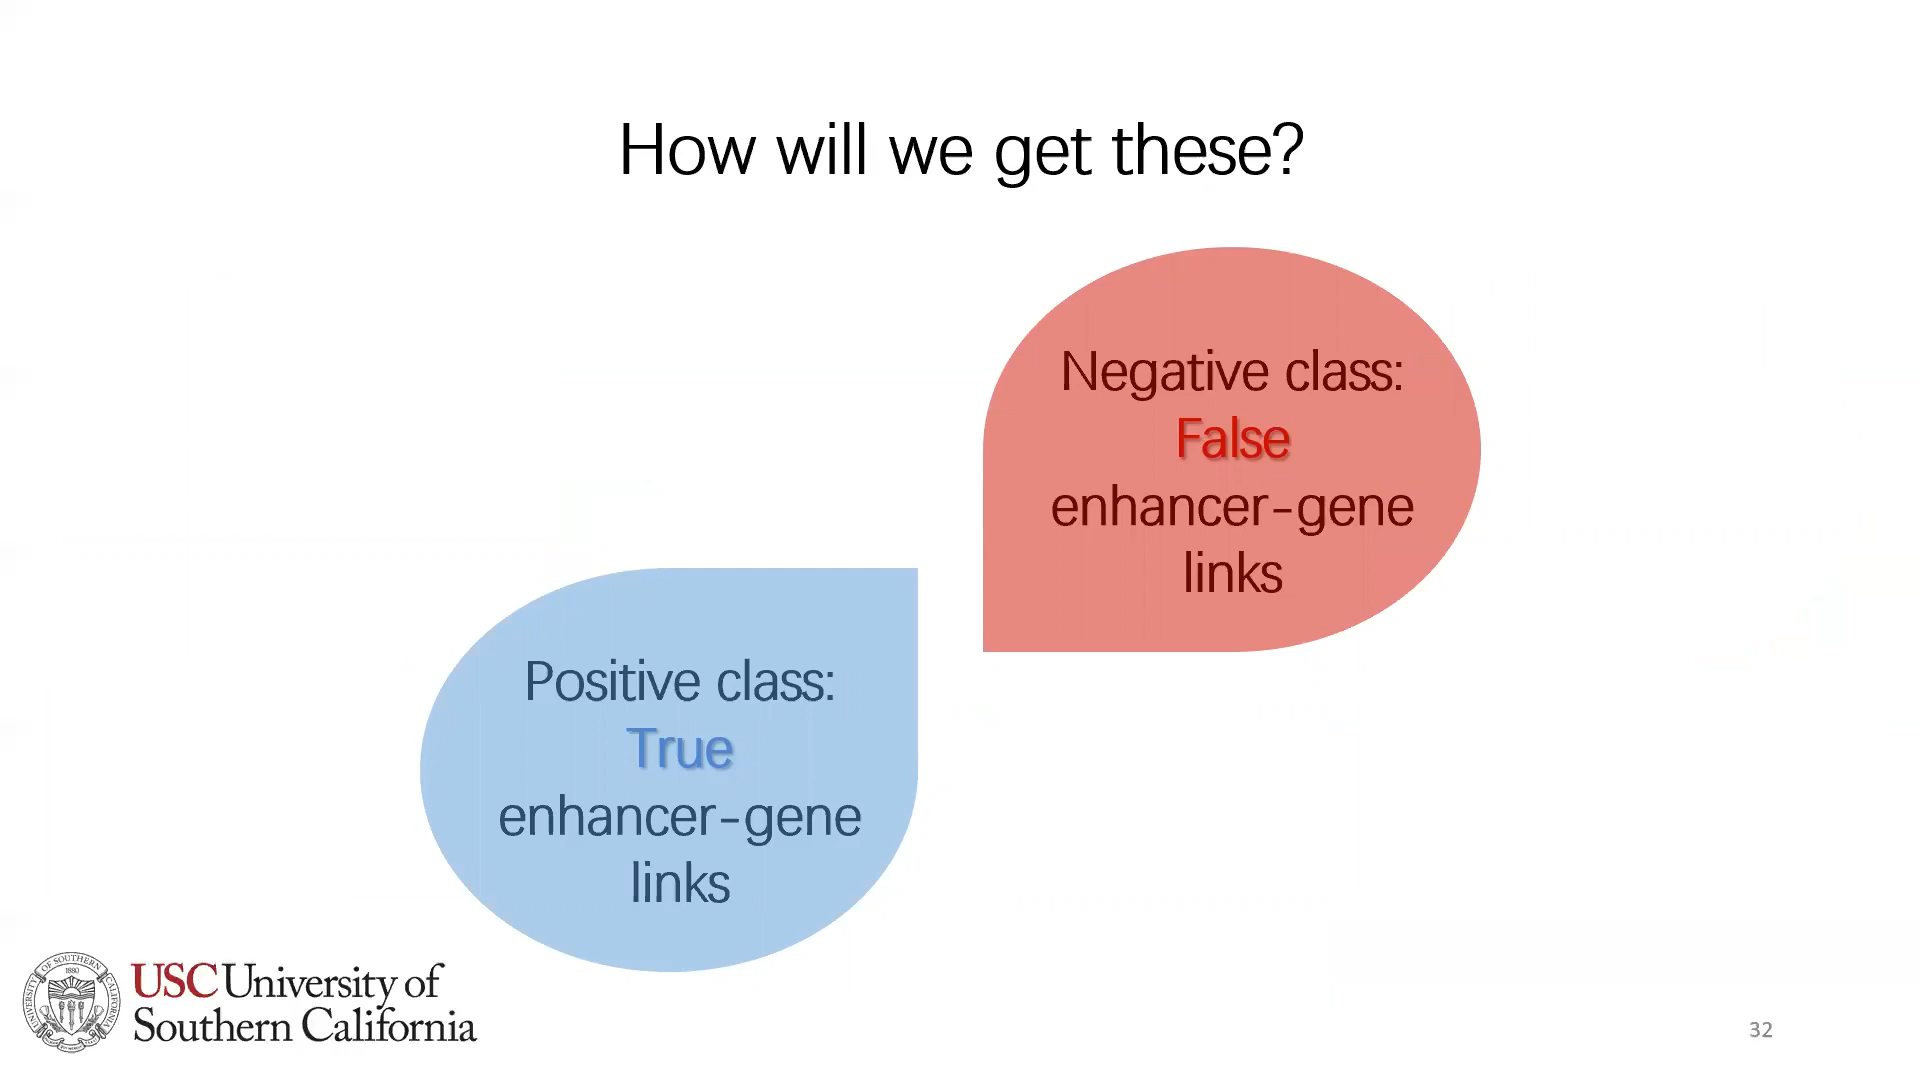 How will we get these?
Negative class:
False
enhancer-gene
links
Positive class:
True
enhancer-gene
links
USC University of
Southern California
32